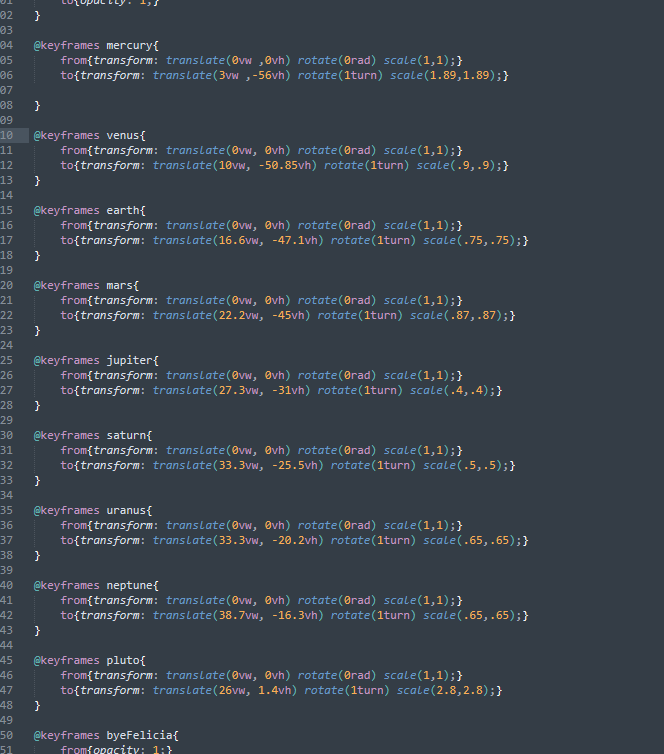 01 to{opacity: 1;}
02 }
03
04 @keyframes mercury{
05 from{transform: translate(0vw ,0vh) rotate(0rad) scale(1,1);}
06 to{transform: translate(3vw ,-56vh) rotate(1turn) scale(1.89,1.89);}
07
08 }
09
10 @keyframes venus{
11 from{transform: translate(0vw, 0vh) rotate(0rad) scale(1,1);}
12 to{transform: translate(10vw, -50.85vh) rotate(1turn) scale(.9,.9);}
13 }
14
15 @keyframes earth{
16 from{transform: translate(0vw, 0vh) rotate(0rad) scale(1,1);}
17 to{transform: translate(16.6vw, -47.1vh) rotate(1turn) scale(.75,.75);}
18 }
19
20 @keyframes mars{
21 from{transform: translate(0vw, 0vh) rotate(0rad) scale(1,1);}
22 to{transform: translate(22.2vw, -45vh) rotate(1turn) scale(.87,.87);}
23 }
24
25 @keyframes jupiter{
26 from{transform: translate(0vw, 0vh) rotate(0rad) scale(1,1);}
27 to{transform: translate(27.3vw, -31vh) rotate(1turn) scale(.4,.4);}
28 }
29
30 @keyframes saturn{
31 from{transform: translate(0vw, 0vh) rotate(0rad) scale(1,1);}
32 to{transform: translate(33.3vw, -25.5vh) rotate(1turn) scale(.5,.5);}
33 }
34
35 @keyframes uranus{
36 from{transform: translate(0vw, 0vh) rotate(0rad) scale(1,1);}
37 to{transform: translate(33.3vw, -20.2vh) rotate(1turn) scale(.65,.65);}
38 }
39
40 @keyframes neptune{
41 from{transform: translate(0vw, 0vh) rotate(0rad) scale(1,1);}
42 to{transform: translate(38.7vw, -16.3vh) rotate(1turn) scale(.65,.65);}
43 }
44
45 @keyframes pluto{
46 from{transform: translate(0vw, 0vh) rotate(0rad) scale(1,1);}
47 to{transform: translate(26vw, 1.4vh) rotate(1turn) scale(2.8,2.8);}
48 }
49
50 @keyframes byeFelicia{
51 from{opacity: 1;}